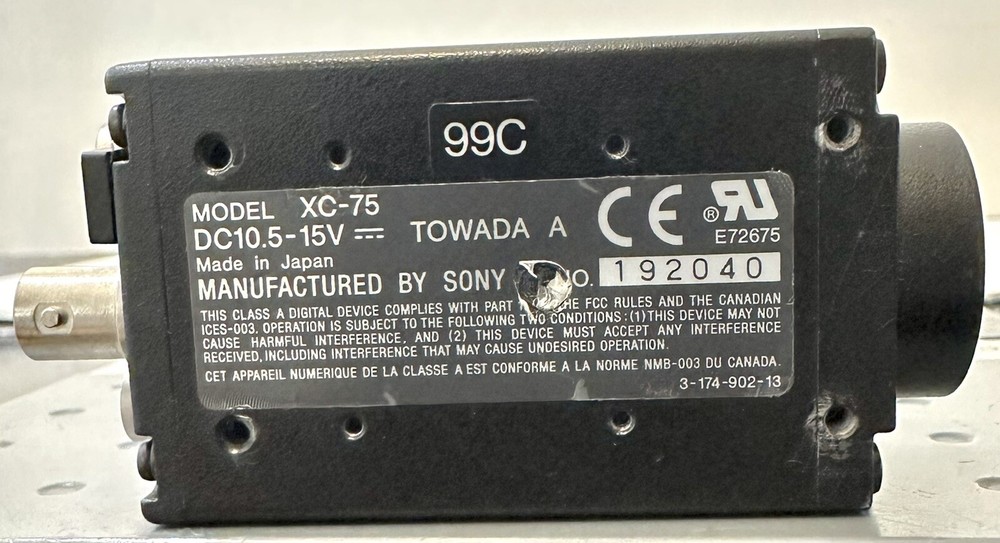 99C
MODEL XC-75
DC10.5-15V ⎓ TOWADA A
CE ® RU
E72675
Made in Japan
MANUFACTURED BY SONY NO. 192040
THIS CLASS A DIGITAL DEVICE COMPLIES WITH PART THE FCC RULES AND THE CANADIAN
ICES-003. OPERATION IS SUBJECT TO THE FOLLOWING TWO CONDITIONS:(1)THIS DEVICE MAY NOT
CAUSE HARMFUL INTERFERENCE, AND (2) THIS DEVICE MUST ACCEPT ANY INTERFERENCE
RECEIVED, INCLUDING INTERFERENCE THAT MAY CAUSE UNDESIRED OPERATION.
CET APPAREIL NUMERIQUE DE LA CLASSE A EST CONFORME A LA NORME NMB-003 DU CANADA.
3-174-902-13